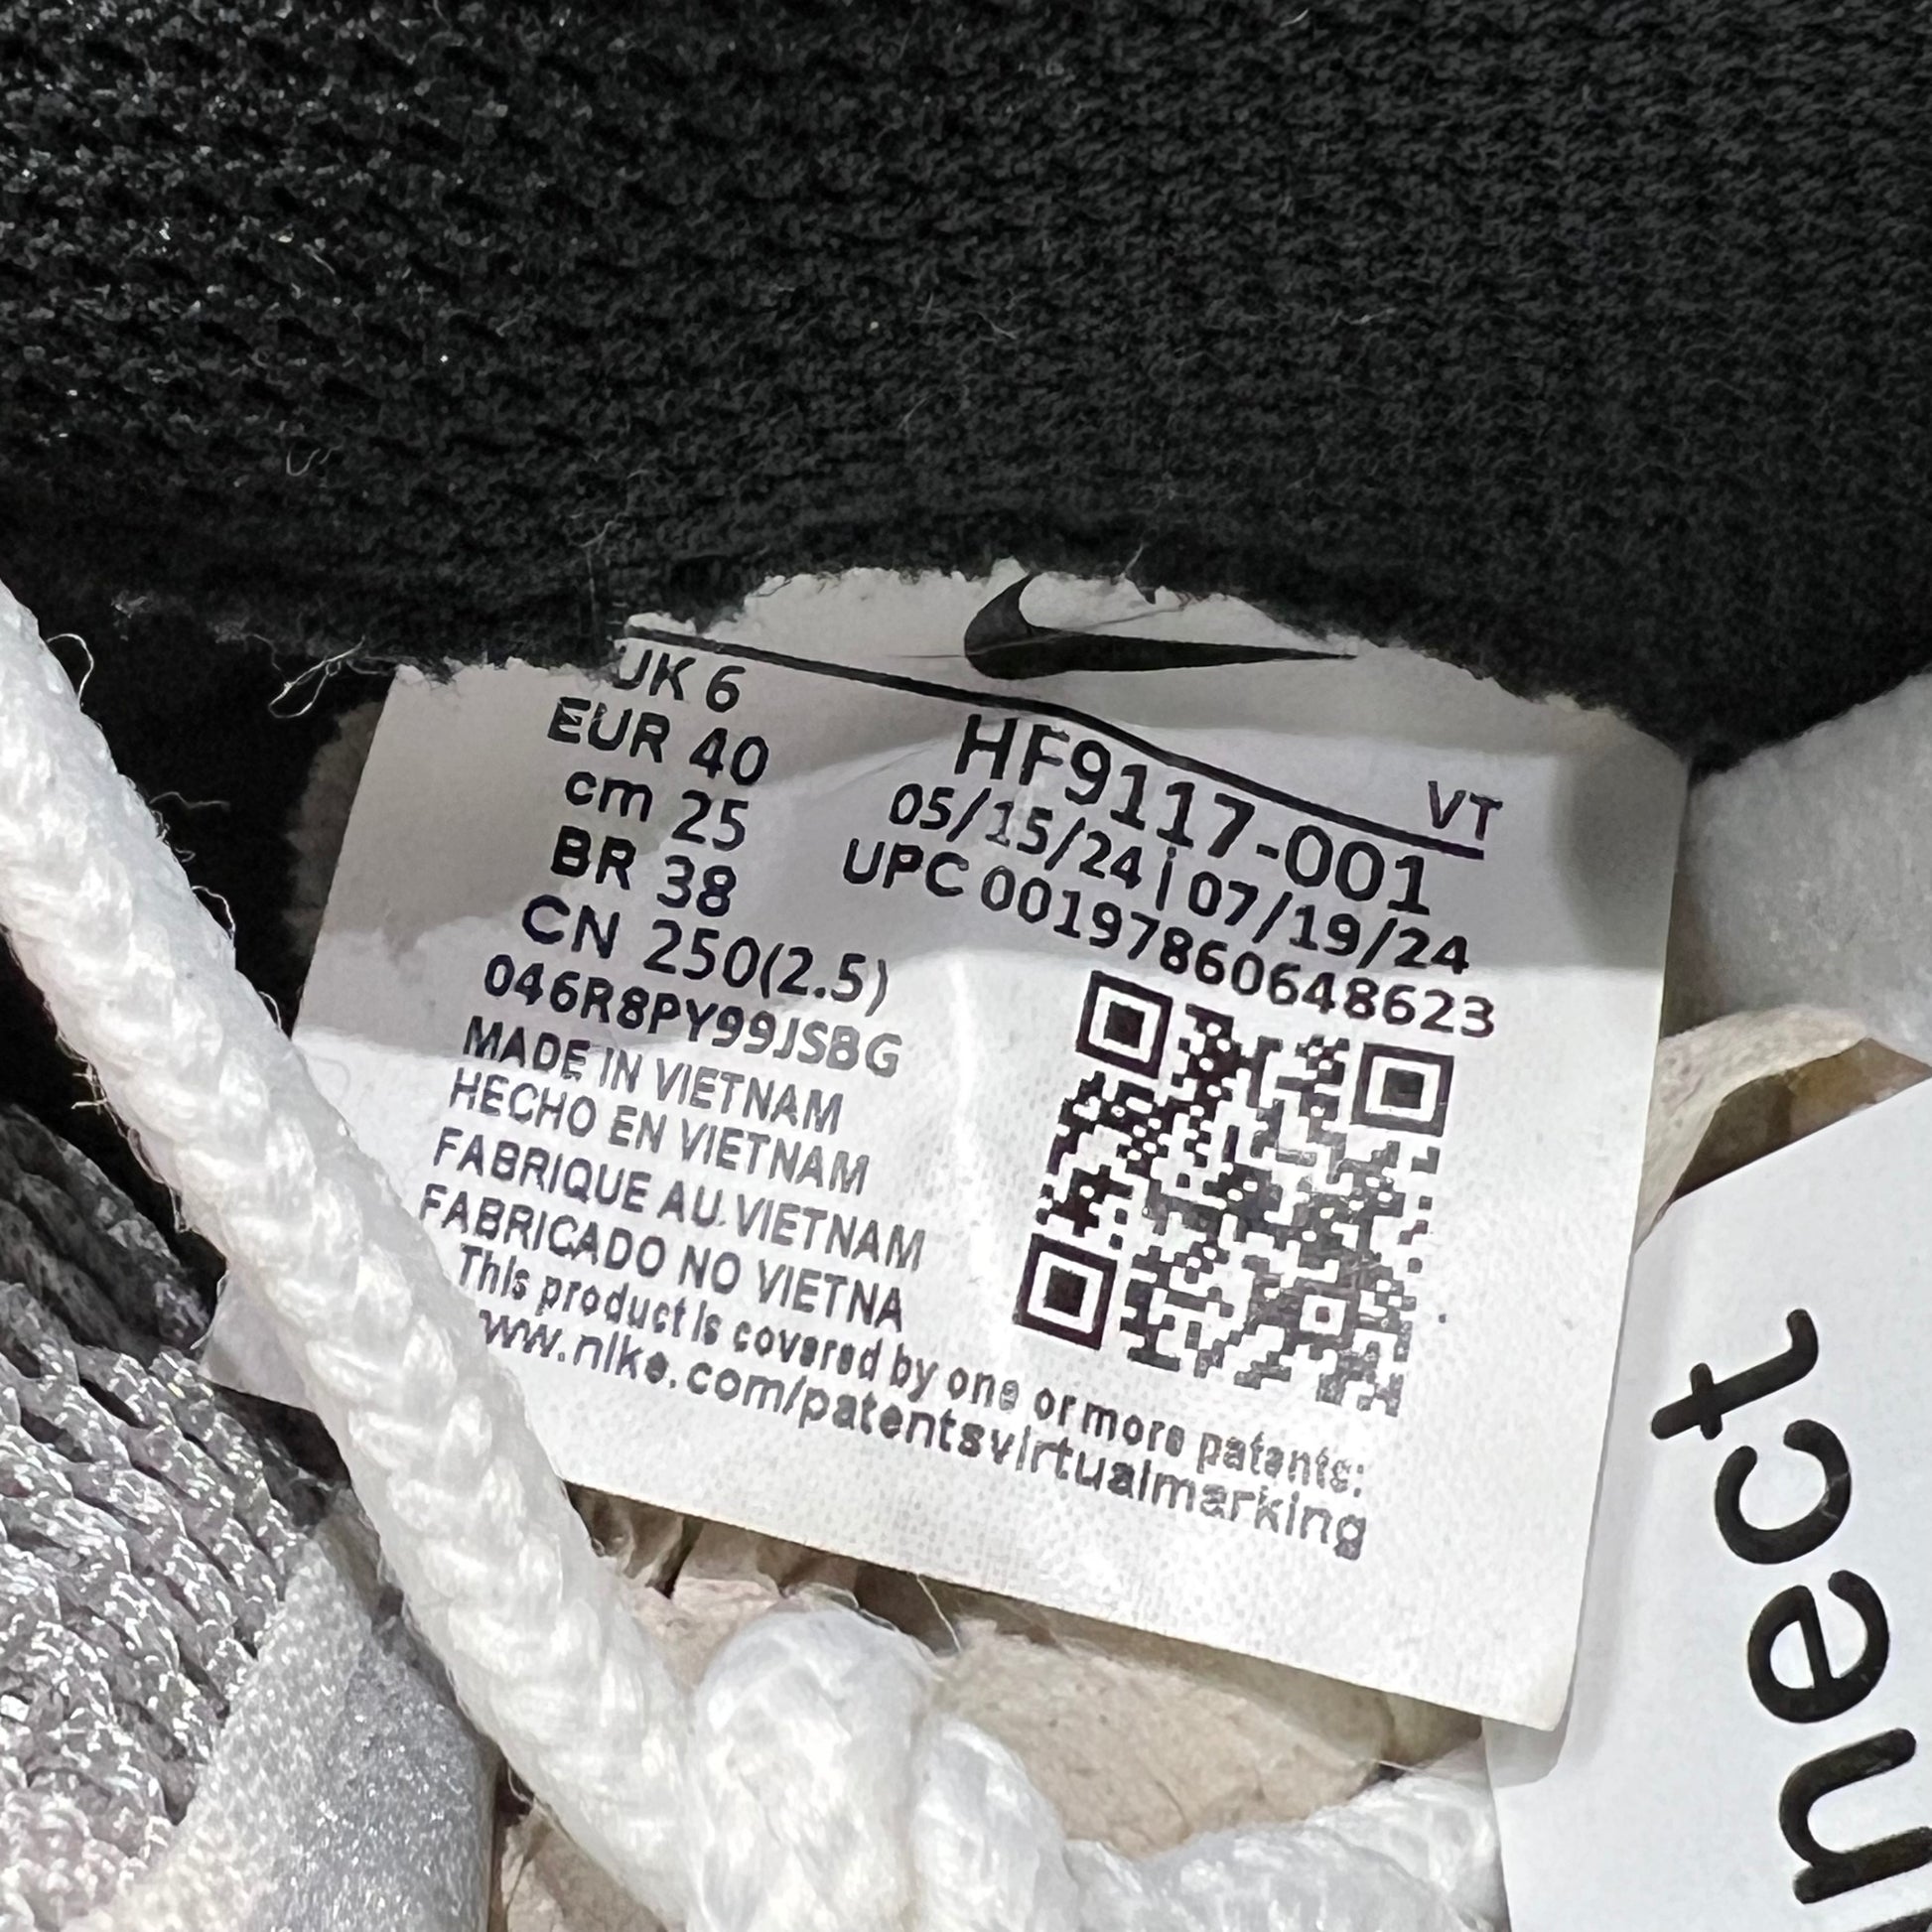 UK 6
EUR 40
cm 25
BR 38
CN 250(2.5)
046R8PY99JSBG
MADE IN VIETNAM
HECHO EN VIETNAM
FABRIQUE AU VIETNAM
FABRICADO NO VIETNA
This product is covered by one or more patents:
www.nike.com/patentsvirtualmarking
VT
HF9117-001
05/15/24 | 07/19/24
UPC 00197860648623
nect